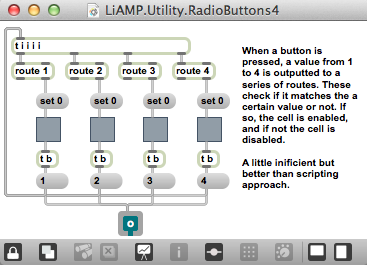 LiAMP.Utility.RadioButtons4
t i i i i
route 1 route 2 route 3 route 4
set 0 set 0 set 0 set 0
t b t b t b t b
1 2 3 4
When a button is
pressed, a value from 1
to 4 is outputted to a
series of routes. These
check if it matches the a
certain value or not. If
so, the cell is enabled,
and if not the cell is
disabled.
A little inificient but
better than scripting
approach.